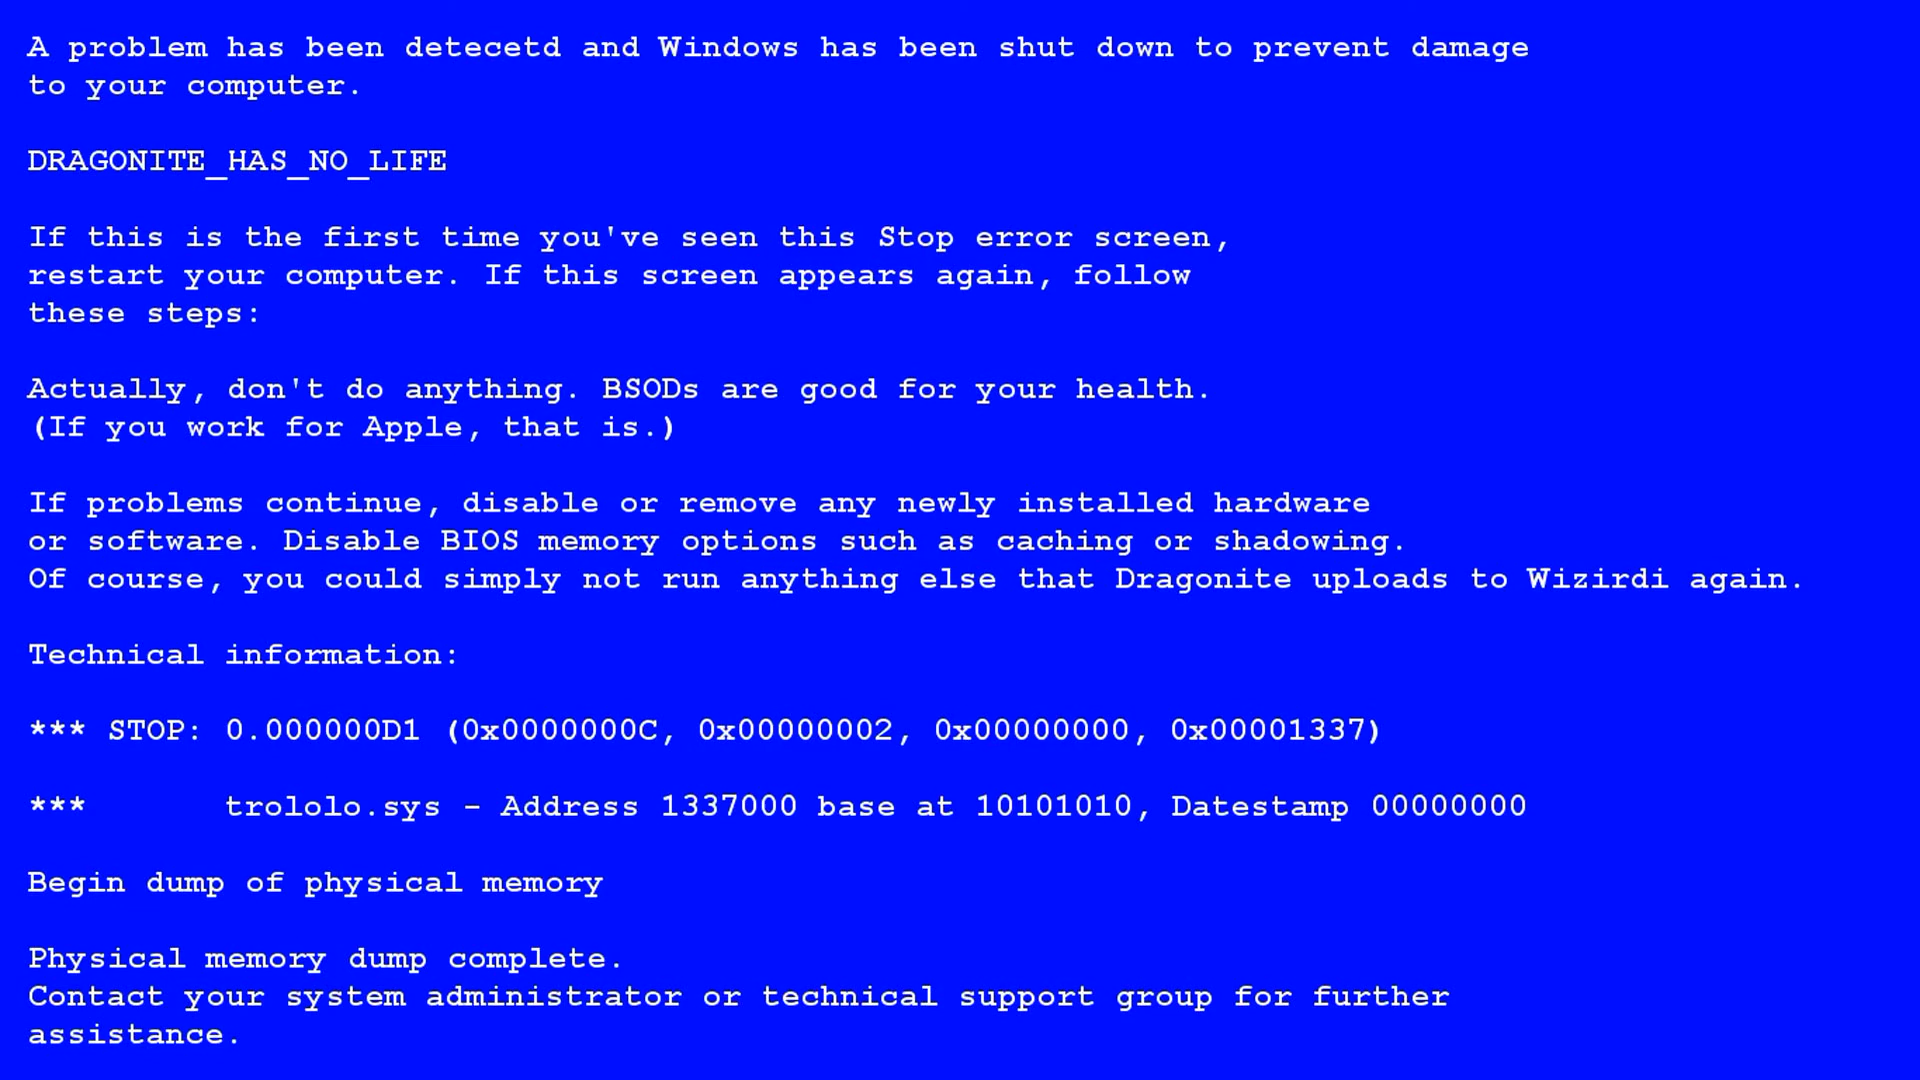 A problem has been detecetd and Windows has been shut down to prevent damage
to your computer.
DRAGONITE_HAS_NO_LIFE
If this is the first time you've seen this Stop error screen,
restart your computer. If this screen appears again, follow
these steps:
Actually, don't do anything. BSODs are good for your health.
(If you work for Apple, that is.)
If problems continue, disable or remove any newly installed hardware
or software. Disable BIOS memory options such as caching or shadowing.
Of course, you could simply not run anything else that Dragonite uploads to Wizirdi again.
Technical information:
*** STOP: 0.000000D1 (0x0000000C, 0x00000002, 0x00000000, 0x00001337)
***       trololo.sys - Address 1337000 base at 10101010, Datestamp 00000000
Begin dump of physical memory
Physical memory dump complete.
Contact your system administrator or technical support group for further
assistance.